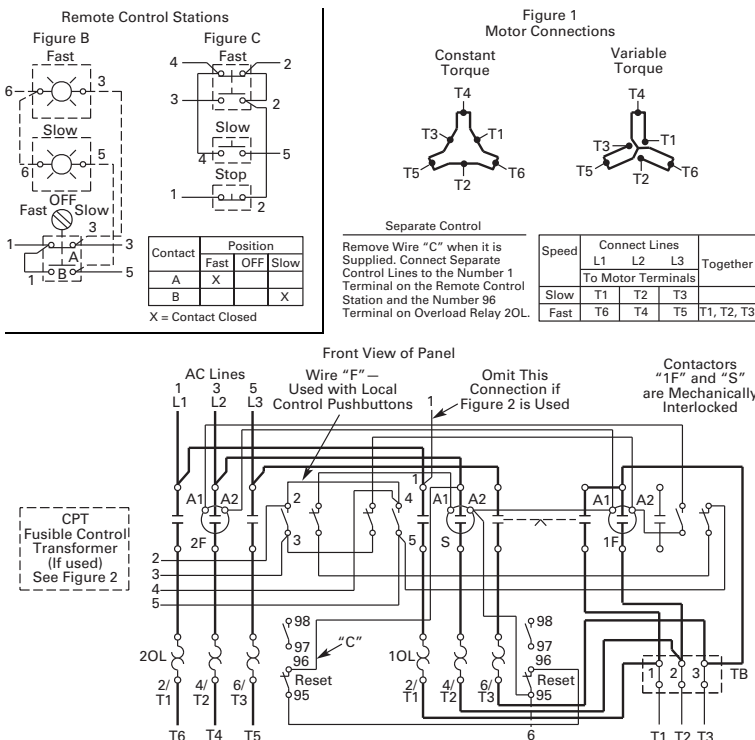 Remote Control Stations
Figure B
Fast
6
3
Slow
6
5
OFF
Fast
Slow
3
1
3
A
1
B
5
Figure C
Fast
4
2
3
2
Slow
4
5
Stop
1
2
Contact
Position
Fast OFF Slow
A X
B X
X = Contact Closed
Figure 1
Motor Connections
Constant
Torque
T4
T3
T1
T5
T6
T2
Variable
Torque
T4
T3
T1
T5
T6
T2
Separate Control
Remove Wire “C” when it is
Supplied. Connect Separate
Control Lines to the Number 1
Terminal on the Remote Control
Station and the Number 96
Terminal on Overload Relay 2OL.
Speed
Connect Lines
L1 L2 L3
Together
To Motor Terminals
Slow T1 T2 T3
Fast T6 T4 T5 T1, T2, T3
Front View of Panel
AC Lines
1 3 5
L1 L2 L3
Wire “F”—
Used with Local
Control Pushbuttons
1
Omit This
Connection if
Figure 2 is Used
Contactors
“1F” and “S”
are Mechanically
Interlocked
1
A1 A2 2 4 A1 A2 A1 A2
CPT
Fusible Control
Transformer
(If used)
See Figure 2
2F 3 5 S 1F
2
3
4
5
98
97
96
“C”
Reset
95
98
97
96
Reset
95
2OL
1OL
1 2 3 TB
2/
T1
4/
T2
6/
T3
2/
T1
4/
T2
6/
T3
T6 T4 T5
6
T1 T2 T3